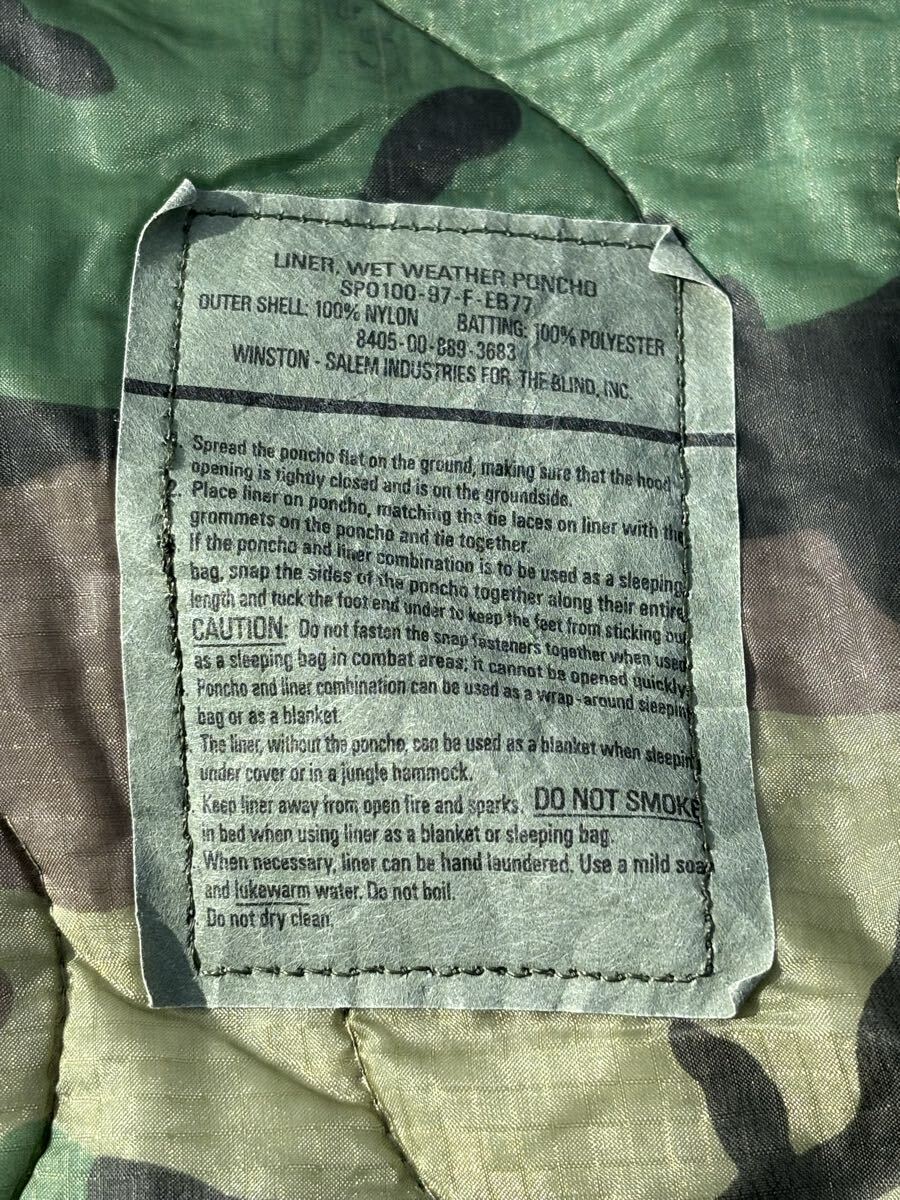 U.S.
LINER, WET WEATHER PONCHO
SPO100-97-F-EB77
OUTER SHELL: 100% NYLON BATTING: 100% POLYESTER
8405-00-889-3683
WINSTON - SALEM INDUSTRIES FOR THE BLIND, INC.
Spread the poncho flat on the ground, making sure that the hood
opening is tightly closed and is on the groundside.
2. Place liner on poncho, matching the tie laces on liner with the
grommets on the poncho and tie together.
If the poncho and liner combination is to be used as a sleeping
bag, snap the sides of the poncho together along their entire
length and tuck the foot end under to keep the feet from sticking out
CAUTION: Do not fasten the snap fasteners together when used
as a sleeping bag in combat areas; it cannot be opened quickly.
Poncho and liner combination can be used as a wrap-around sleepin
bag or as a blanket.
The liner, without the poncho, can be used as a blanket when sleepin
under cover or in a jungle hammock.
Keep liner away from open fire and sparks. DO NOT SMOKE
in bed when using liner as a blanket or sleeping bag.
When necessary, liner can be hand laundered. Use a mild soa
and lukewarm water. Do not boil.
Do not dry clean.